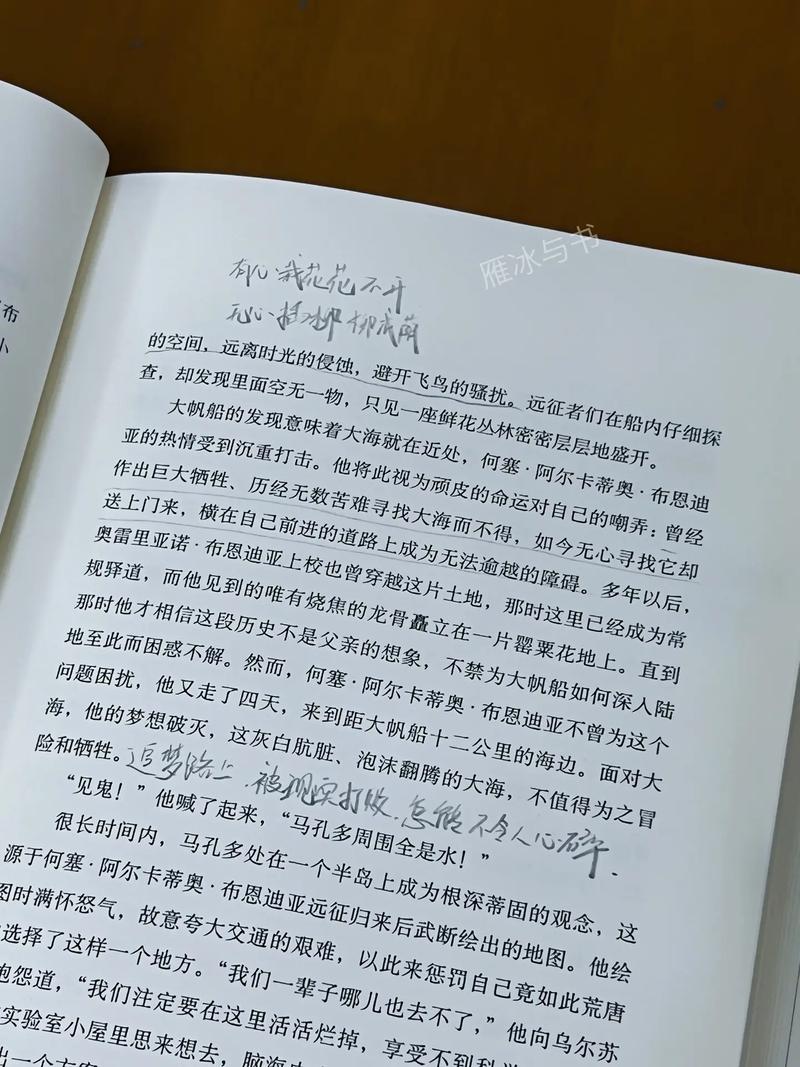 布
小
雁冰与书
有心栽花花不开
无心插柳柳成荫
的空间，远离时光的侵蚀，避开飞鸟的骚扰。远征者们在船内仔细探
查，却发现里面空无一物，只见一座鲜花丛林密密层层地盛开。
大帆船的发现意味着大海就在近处，何塞·阿尔卡蒂奥·布恩迪
亚的热情受到沉重打击。他将此视为顽皮的命运对自己的嘲弄：曾经
作出巨大牺牲、历经无数苦难寻找大海而不得，如今无心寻找它却
送上门来，横在自己前进的道路上成为无法逾越的障碍。多年以后，
奥雷里亚诺·布恩迪亚上校也曾穿越这片土地，那时这里已经成为常
规驿道，而他见到的唯有烧焦的龙骨矗立在一片罂粟花地上。直到
那时他才相信这段历史不是父亲的想象，不禁为大帆船如何深入陆
地至此而困惑不解。然而，何塞·阿尔卡蒂奥·布恩迪亚不曾为这个
问题困扰，他又走了四天，来到距大帆船十二公里的海边。面对大
海，他的梦想破灭，这灰白肮脏、泡沫翻腾的大海，不值得为之冒
险和牺牲。
追梦路上，被现实打败，怎能不令人心碎．
“见鬼！”他喊了起来，“马孔多周围全是水！”
很长时间内，马孔多处在一个半岛上成为根深蒂固的观念，这
源于何塞·阿尔卡蒂奥·布恩迪亚远征归来后武断绘出的地图。他绘
图时满怀怒气，故意夸大交通的艰难，以此来惩罚自己竟如此荒唐
选择了这样一个地方。“我们一辈子哪儿也去不了，”他向乌尔苏
抱怨道，“我们注定要在这里活活烂掉，享受不到科学
实验室小屋里思来想去，脑海
出一个方案